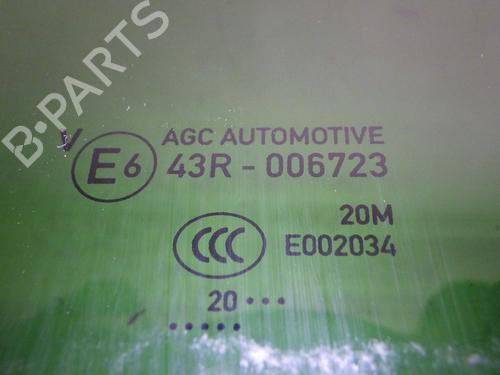 B-PARTS
V
E6
AGC AUTOMOTIVE
43R - 006723
20M
CCC
E002034
20 •••
•••••